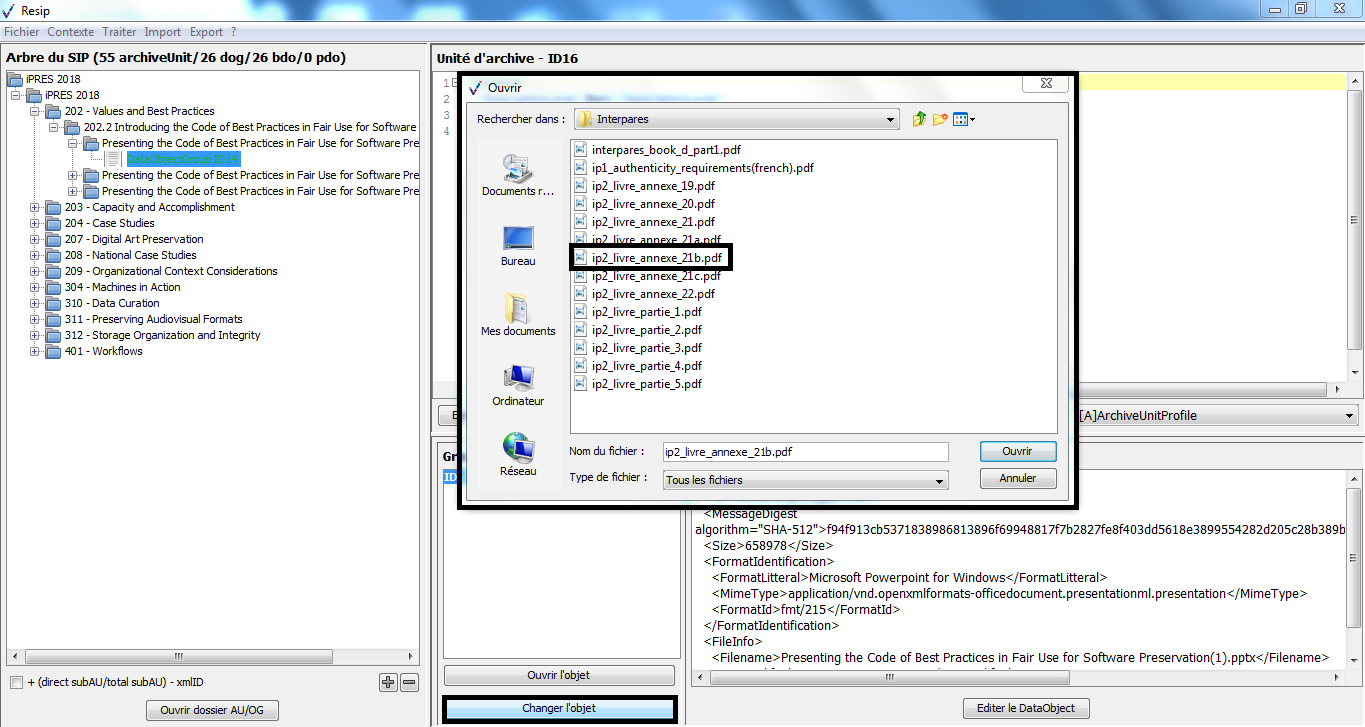 Resip
Fichier Contexte Traiter Import Export ?
Arbre du SIP (55 archiveUnit/26 dog/26 bdo/0 pdo)
iPRES 2018
iPRES 2018
202 - Values and Best Practices
202.2 Introducing the Code of Best Practices in Fair Use for Software
Presenting the Code of Best Practices in Fair Use for Software Pre
DataObjectGroup ID14
Presenting the Code of Best Practices in Fair Use for Software Pre
Presenting the Code of Best Practices in Fair Use for Software Pre
203 - Capacity and Accomplishment
204 - Case Studies
207 - Digital Art Preservation
208 - National Case Studies
209 - Organizational Context Considerations
304 - Machines in Action
310 - Data Curation
311 - Preserving Audiovisual Formats
312 - Storage Organization and Integrity
401 - Workflows
+ (direct subAU/total subAU) - xmlID
Ouvrir dossier AU/OG
Unité d'archive - ID16
1
2
3
4
Ouvrir
Rechercher dans :
Interpares
Documents r...
Bureau
Mes documents
Ordinateur
Réseau
interpares_book_d_part1.pdf
ip1_authenticity_requirements(french).pdf
ip2_livre_annexe_19.pdf
ip2_livre_annexe_20.pdf
ip2_livre_annexe_21.pdf
ip2_livre_annexe_21a.pdf
ip2_livre_annexe_21b.pdf
ip2_livre_annexe_21c.pdf
ip2_livre_annexe_22.pdf
ip2_livre_partie_1.pdf
ip2_livre_partie_2.pdf
ip2_livre_partie_3.pdf
ip2_livre_partie_4.pdf
ip2_livre_partie_5.pdf
Nom du fichier :
ip2_livre_annexe_21b.pdf
Ouvrir
Type de fichier :
Tous les fichiers
Annuler
[A]ArchiveUnitProfile
Gr
ID
<MessageDigest
algorithm="SHA-512">f94f913cb5371838986813896f69948817f7b2827fe8f403dd5618e3899554282d205c28b389b
<Size>658978</Size>
<FormatIdentification>
<FormatLitteral>Microsoft Powerpoint for Windows</FormatLitteral>
<MimeType>application/vnd.openxmlformats-officedocument.presentationml.presentation</MimeType>
<FormatId>fmt/215</FormatId>
</FormatIdentification>
<FileInfo>
<Filename>Presenting the Code of Best Practices in Fair Use for Software Preservation(1).pptx</Filename>
Ouvrir l'objet
Changer l'objet
Editer le DataObject